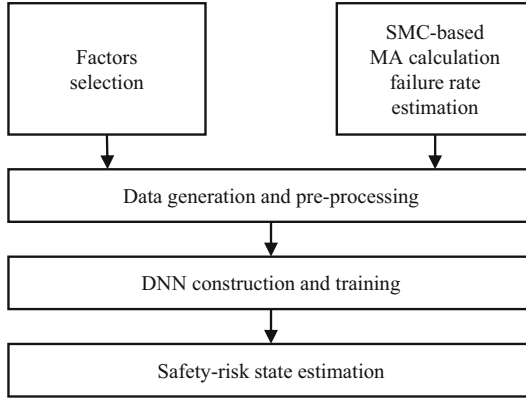 Factors
selection
SMC-based
MA calculation
failure rate
estimation
Data generation and pre-processing
DNN construction and training
Safety-risk state estimation